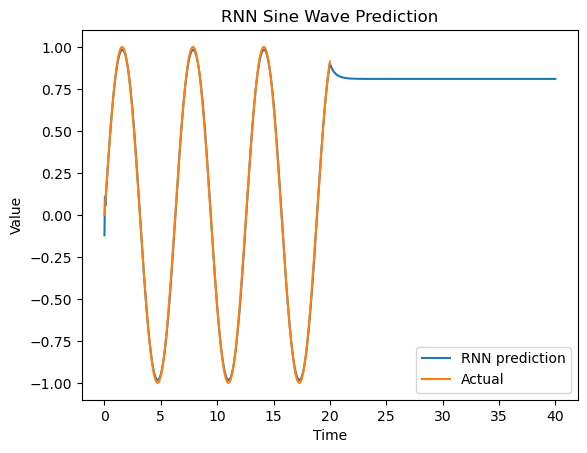 RNN Sine Wave Prediction
1.00
0.75
0.50
0.25
0.00
−0.25
−0.50
−0.75
−1.00
Value
0 5 10 15 20 25 30 35 40
Time
RNN prediction
Actual